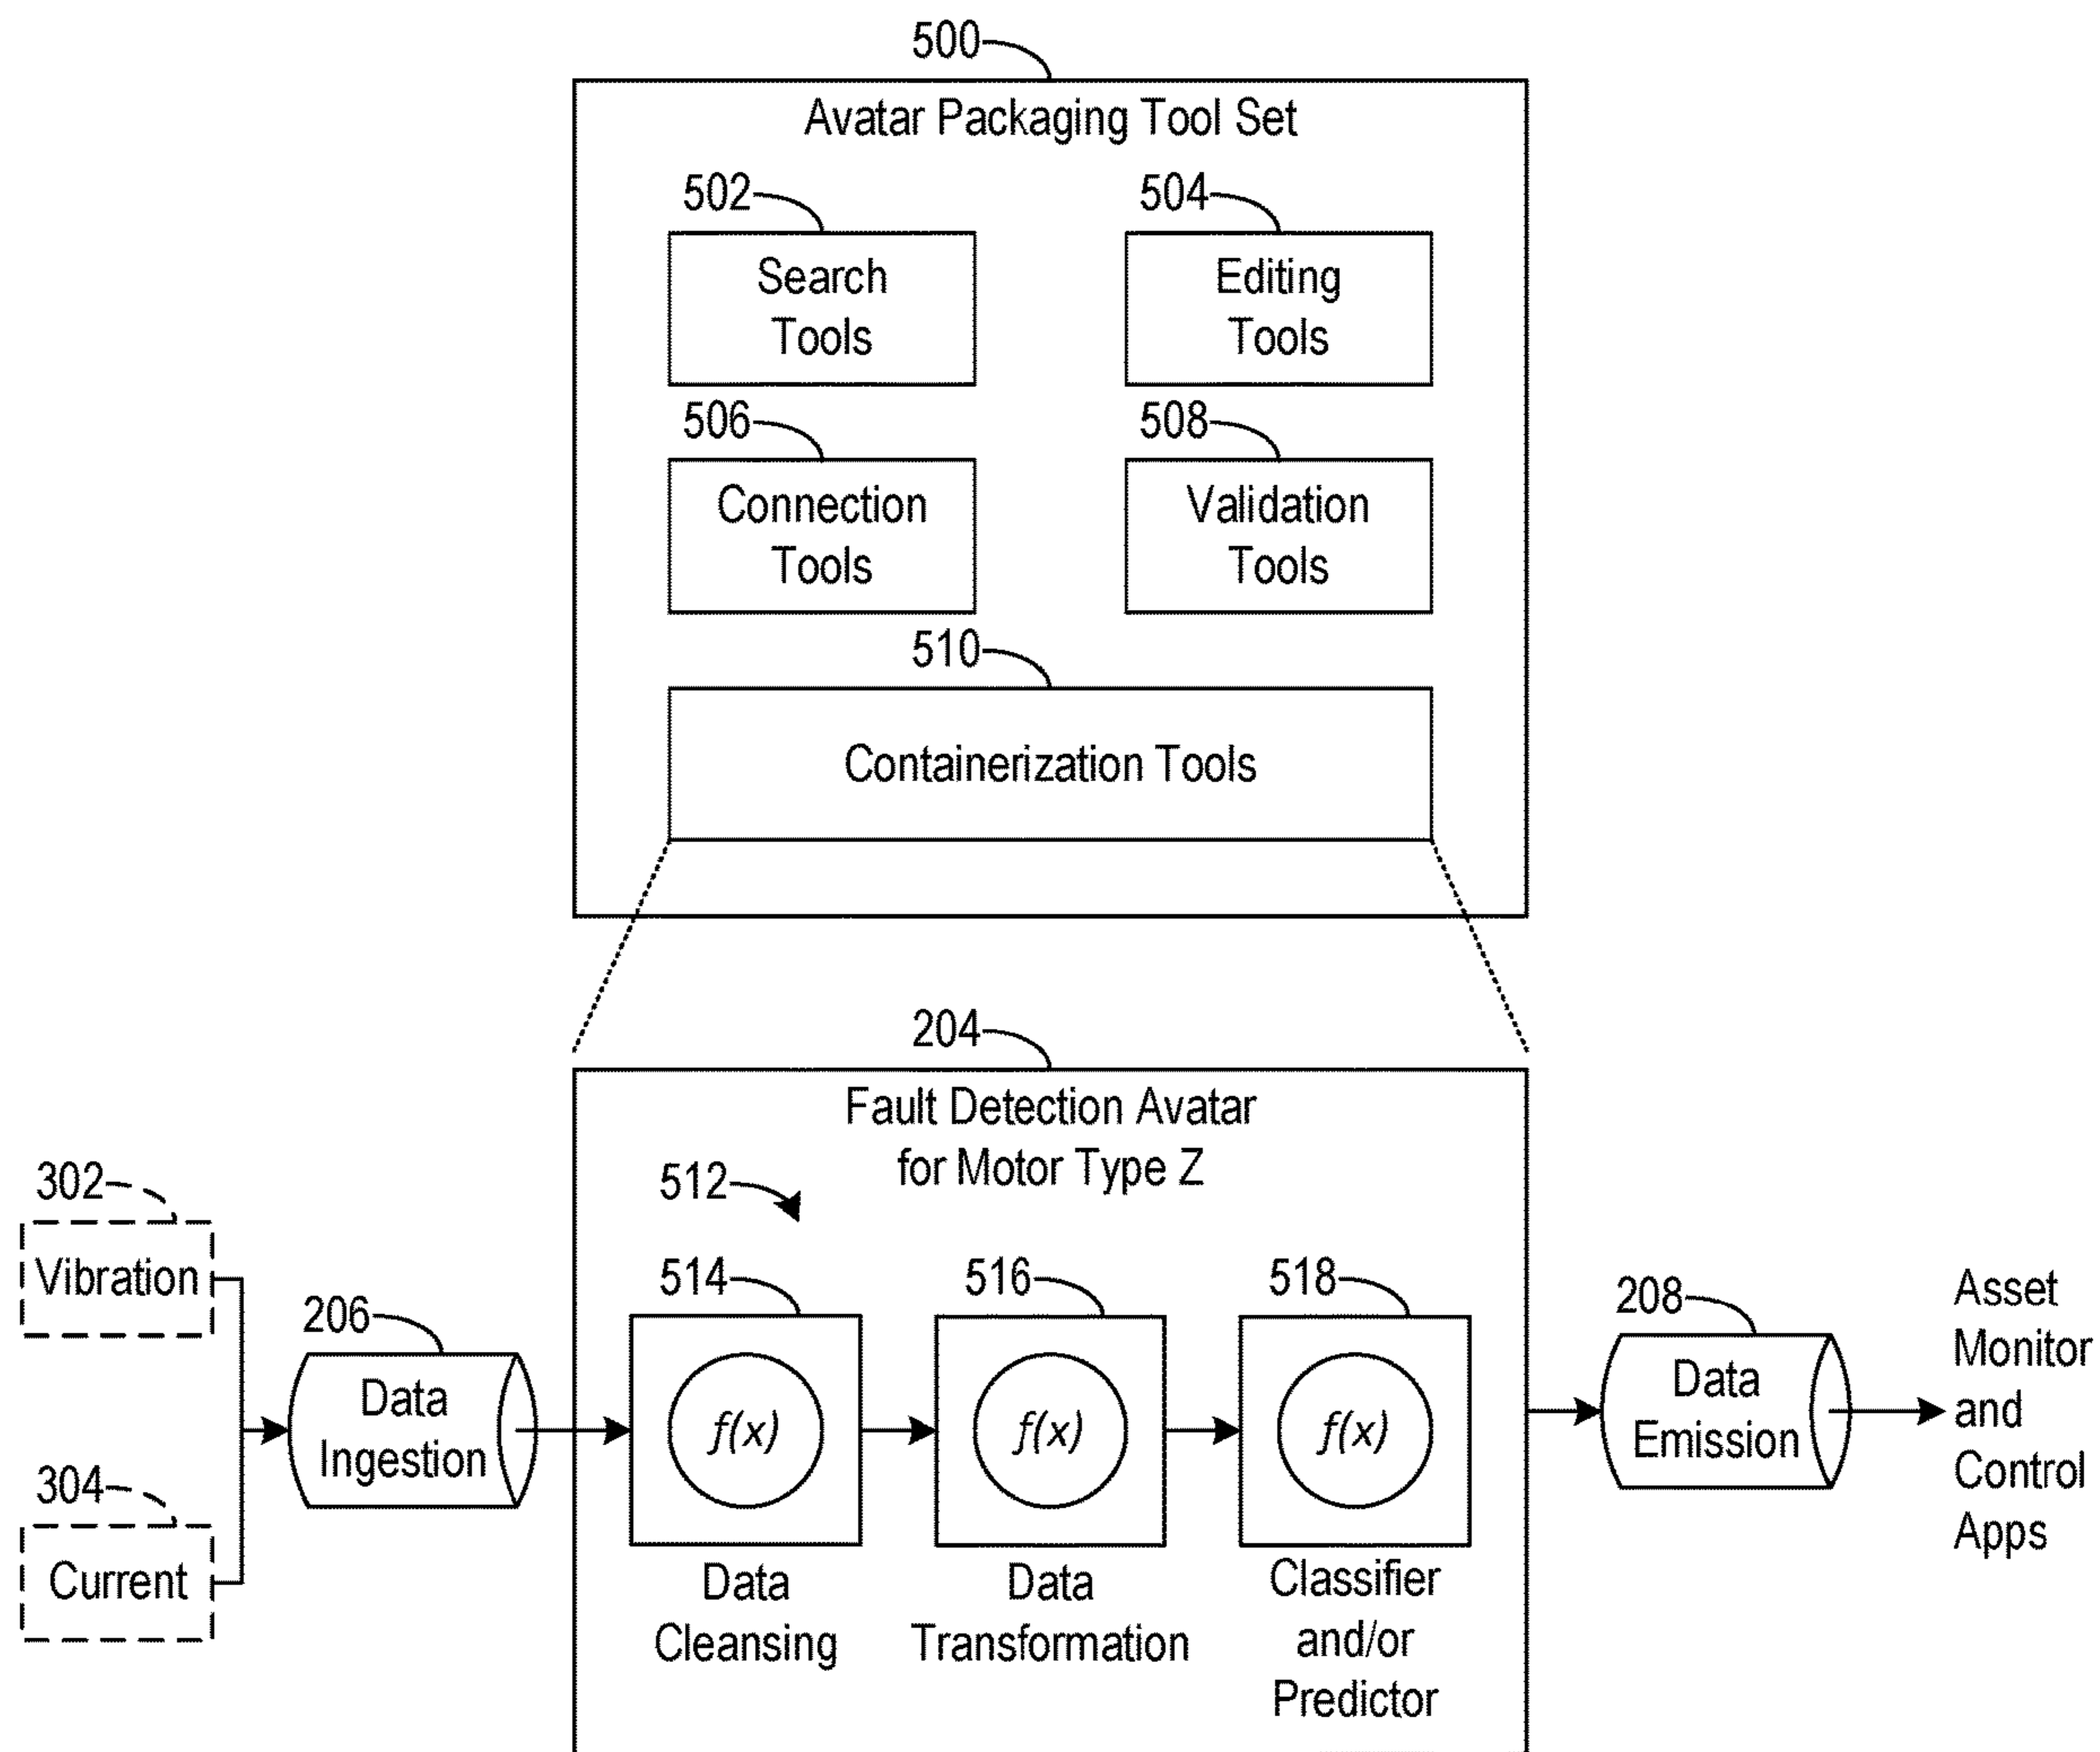 500
Avatar Packaging Tool Set
502
504
Search
Tools
Editing
Tools
506
508
Connection
Tools
Validation
Tools
510
Containerization Tools
204
Fault Detection Avatar
for Motor Type Z
302
Vibration
304
Current
206
Data
Ingestion
512
514
f(x)
Data
Cleansing
516
f(x)
Data
Transformation
518
f(x)
Classifier
and/or
Predictor
208
Data
Emission
Asset
Monitor
and
Control
Apps